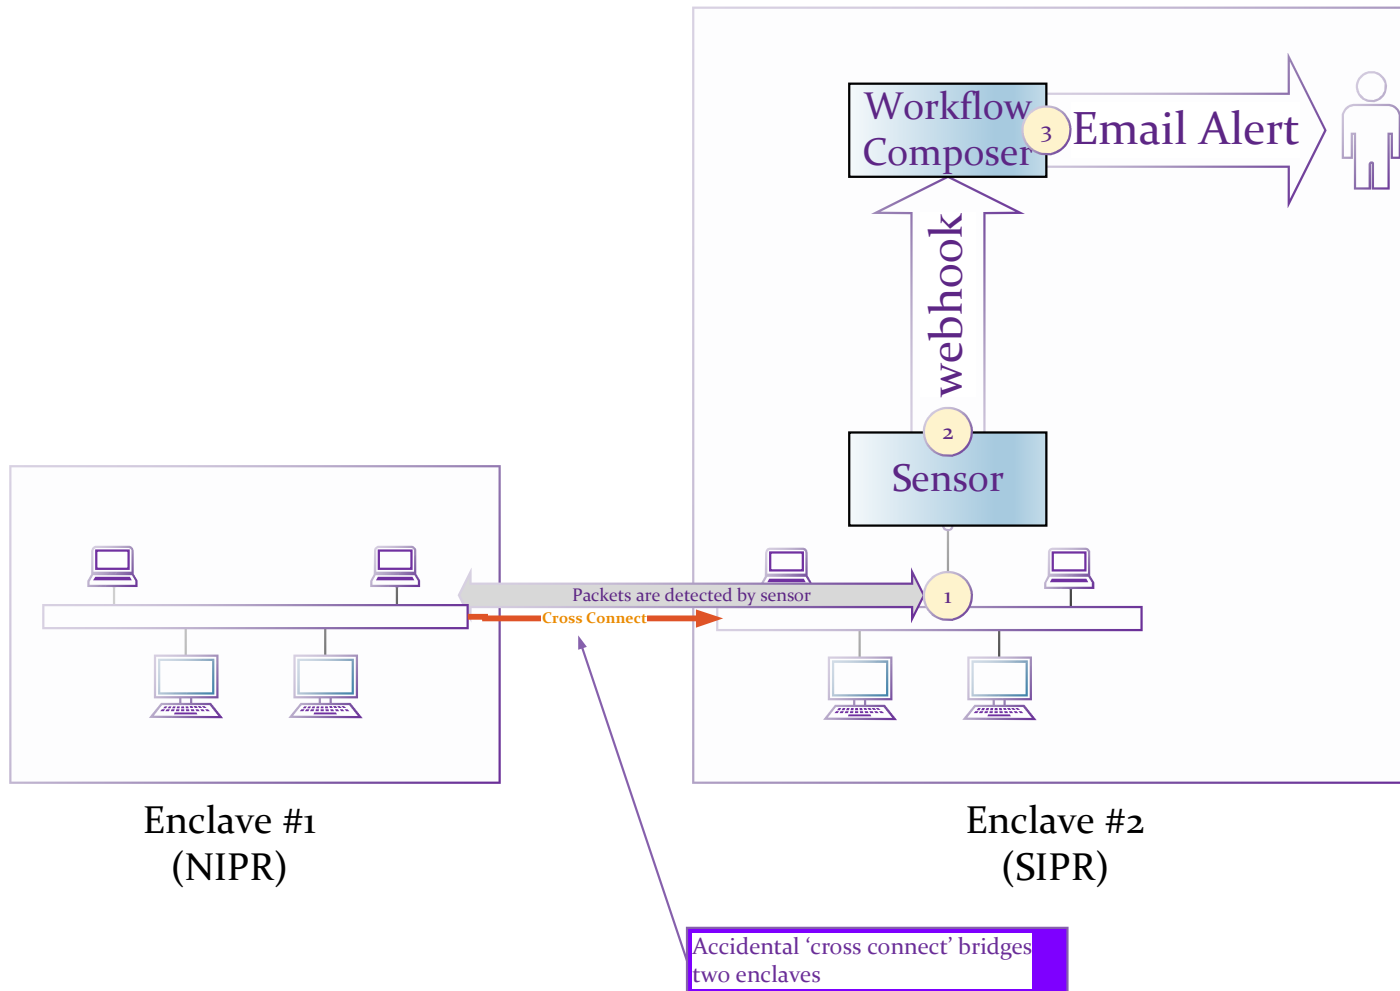 Workflow
Composer
3
Email Alert
webhook
2
Sensor
Packets are detected by sensor
1
Cross Connect
Enclave #1
(NIPR)
Enclave #2
(SIPR)
Accidental ‘cross connect’ bridges
two enclaves